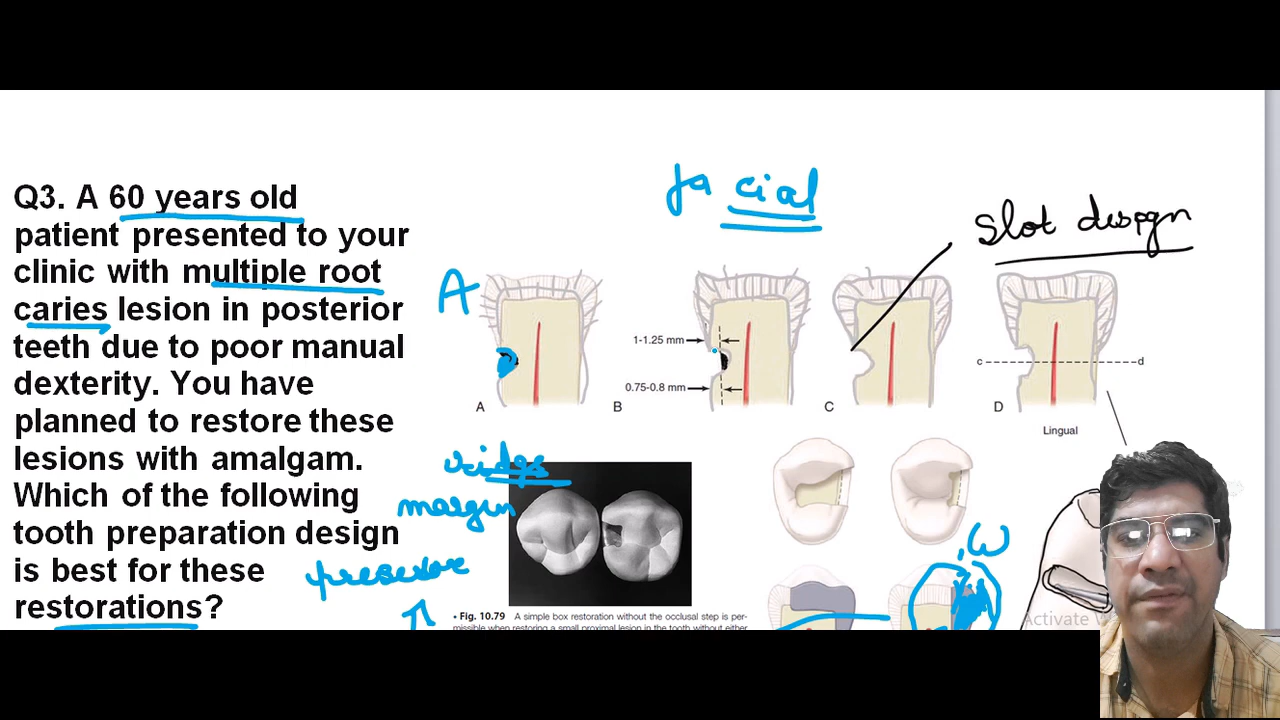 Q3. A 60 years old
patient presented to your
clinic with multiple root
caries lesion in posterior
teeth due to poor manual
dexterity. You have
planned to restore these
lesions with amalgam.
Which of the following
tooth preparation design
is best for these
restorations?
facial
Slot design
A
1-1.25 mm
0.75-0.8 mm
A
B
C
D
c
d
Lingual
ridge
margin
preserve
W
• Fig. 10.79 A simple box restoration without the occlusal step is per-
missible when restoring a small proximal lesion in the tooth without either
Activate